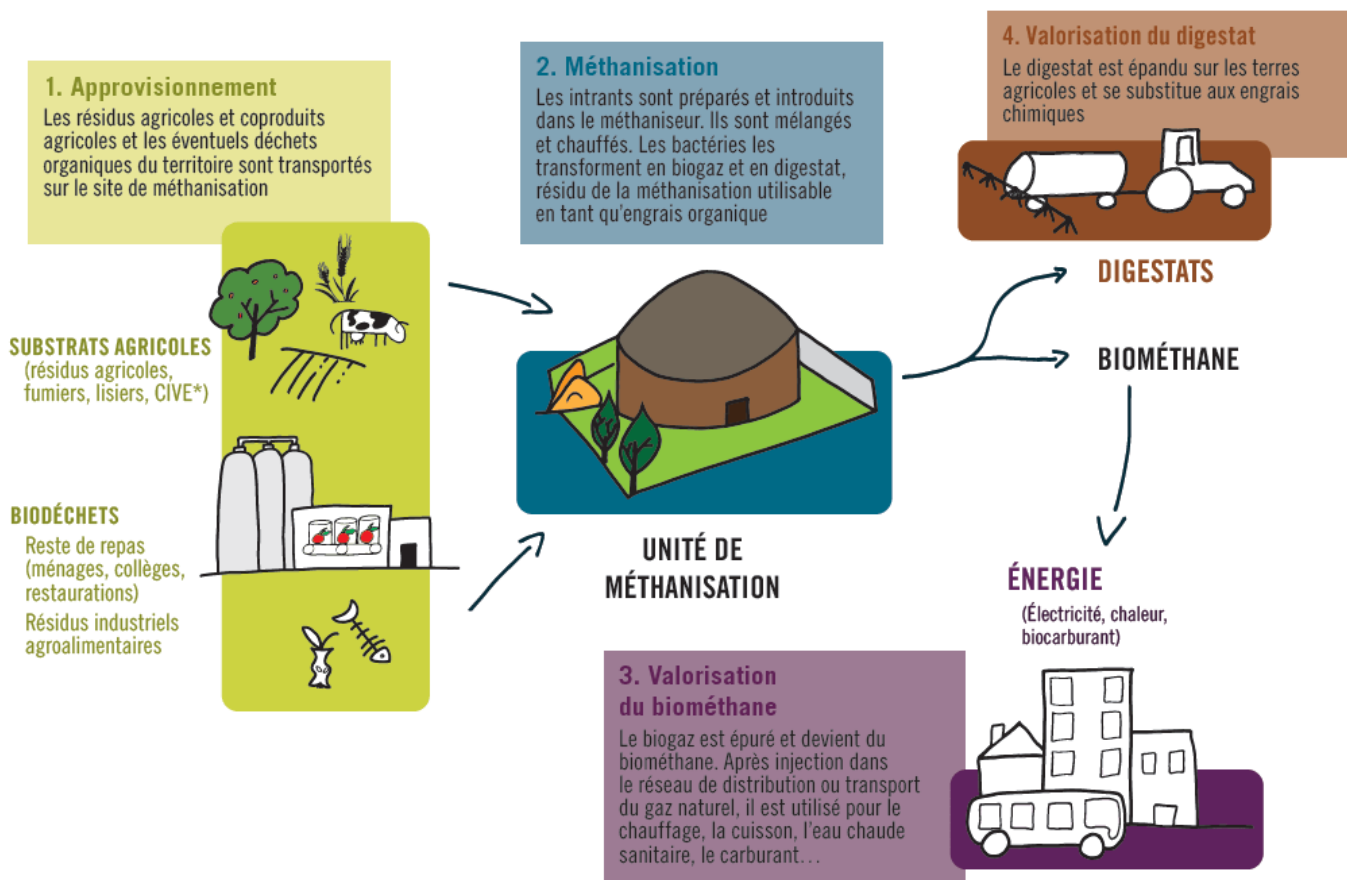 1. Approvisionnement
Les résidus agricoles et coproduits
agricoles et les éventuels déchets
organiques du territoire sont transportés
sur le site de méthanisation
SUBSTRATS AGRICOLES
(résidus agricoles,
fumiers, lisiers, CIVE*)
BIODÉCHETS
Reste de repas
(ménages, collèges,
restaurations)
Résidus industriels
agroalimentaires
2. Méthanisation
Les intrants sont préparés et introduits
dans le méthaniseur. Ils sont mélangés
et chauffés. Les bactéries les
transforment en biogaz et en digestat,
résidu de la méthanisation utilisable
en tant qu'engrais organique
UNITÉ DE
MÉTHANISATION
3. Valorisation
du biométhane
Le biogaz est épuré et devient du
biométhane. Après injection dans
le réseau de distribution ou transport
du gaz naturel, il est utilisé pour le
chauffage, la cuisson, l'eau chaude
sanitaire, le carburant…
4. Valorisation du digestat
Le digestat est épandu sur les terres
agricoles et se substitue aux engrais
chimiques
DIGESTATS
BIOMÉTHANE
ÉNERGIE
(Électricité, chaleur,
biocarburant)